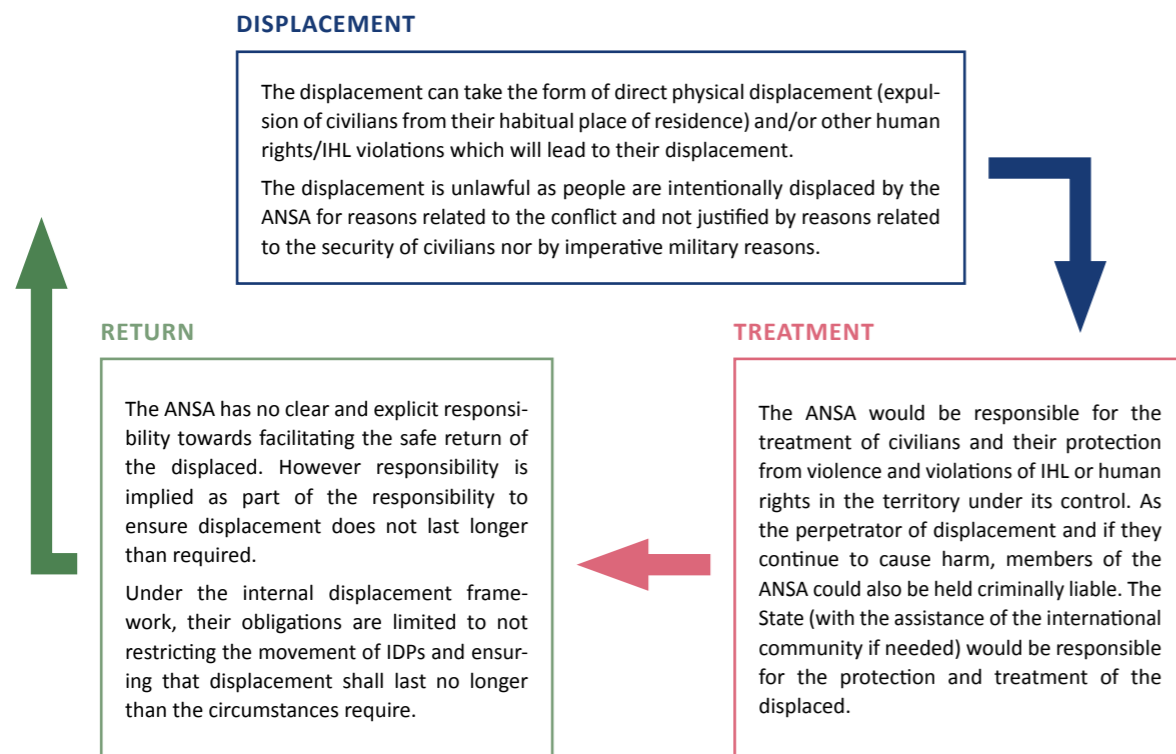 DISPLACEMENT
The displacement can take the form of direct physical displacement (expul-
sion of civilians from their habitual place of residence) and/or other human
rights/IHL violations which will lead to their displacement.
The displacement is unlawful as people are intentionally displaced by the
ANSA for reasons related to the conflict and not justified by reasons related
to the security of civilians nor by imperative military reasons.
RETURN
The ANSA has no clear and explicit responsi-
bility towards facilitating the safe return of
the displaced. However responsibility is
implied as part of the responsibility to
ensure displacement does not last longer
than required.
Under the internal displacement frame-
work, their obligations are limited to not
restricting the movement of IDPs and ensur-
ing that displacement shall last no longer
than the circumstances require.
TREATMENT
The ANSA would be responsible for the
treatment of civilians and their protection
from violence and violations of IHL or human
rights in the territory under its control. As
the perpetrator of displacement and if they
continue to cause harm, members of the
ANSA could also be held criminally liable. The
State (with the assistance of the international
community if needed) would be responsible
for the protection and treatment of the
displaced.